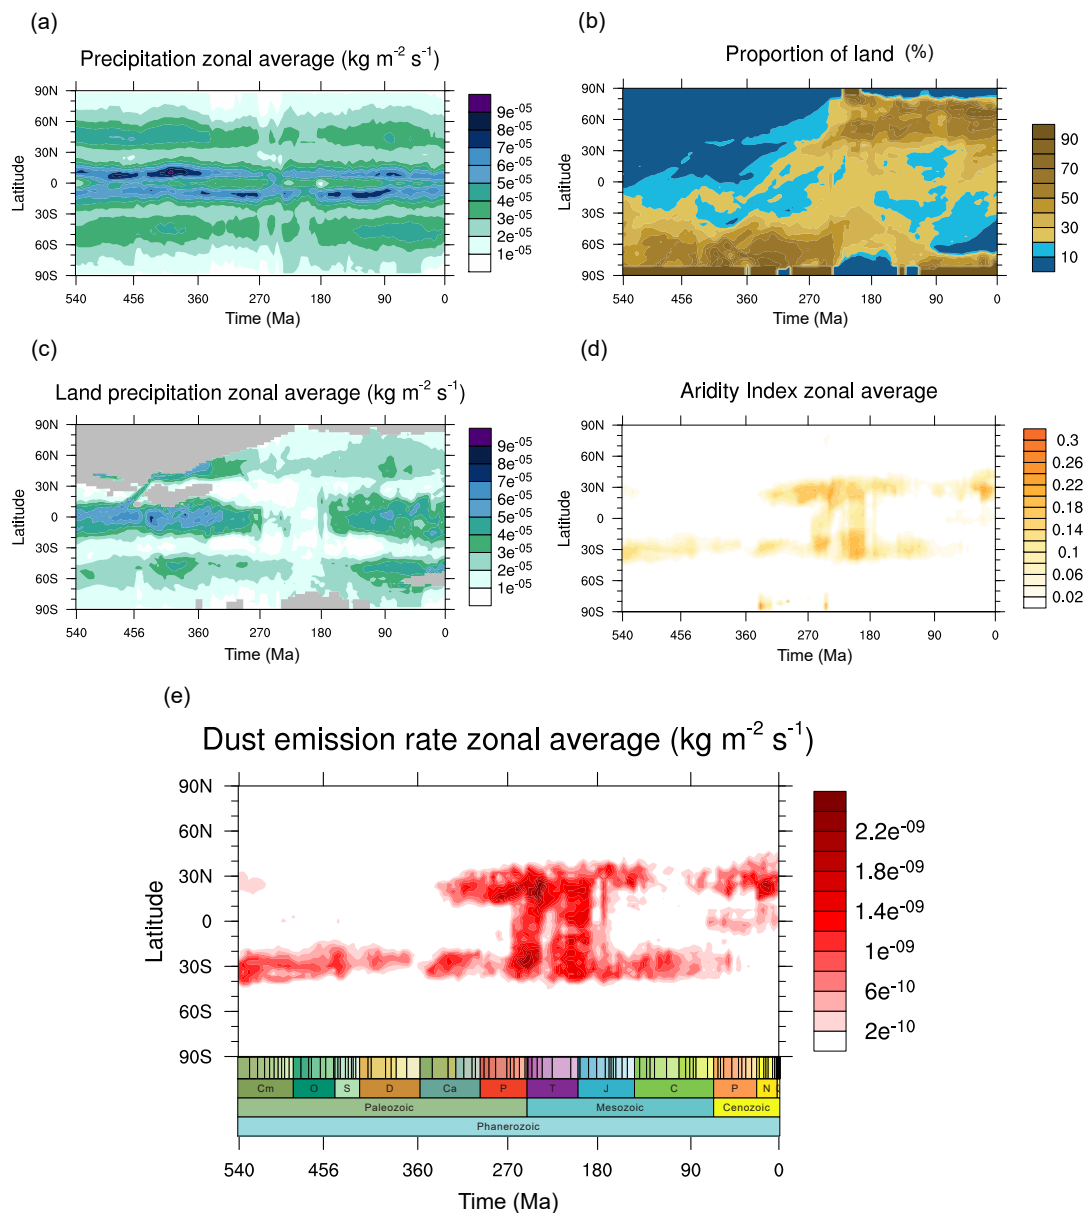 (a)
Precipitation zonal average (kg m⁻² s⁻¹)
90N
60N
30N
0
30S
60S
90S
Latitude
540 456 360 270 180 90 0
Time (Ma)
9e-05
8e-05
7e-05
6e-05
5e-05
4e-05
3e-05
2e-05
1e-05
(b)
Proportion of land (%)
90N
60N
30N
0
30S
60S
90S
Latitude
540 456 360 270 180 90 0
Time (Ma)
90
70
50
30
10
(c)
Land precipitation zonal average (kg m⁻² s⁻¹)
90N
60N
30N
0
30S
60S
90S
Latitude
540 456 360 270 180 90 0
Time (Ma)
9e-05
8e-05
7e-05
6e-05
5e-05
4e-05
3e-05
2e-05
1e-05
(d)
Aridity Index zonal average
90N
60N
30N
0
30S
60S
90S
Latitude
540 456 360 270 180 90 0
Time (Ma)
0.3
0.26
0.22
0.18
0.14
0.1
0.06
0.02
(e)
Dust emission rate zonal average (kg m⁻² s⁻¹)
90N
60N
30N
0
30S
60S
90S
Latitude
2.2e-09
1.8e-09
1.4e-09
1e-09
6e-10
2e-10
Cm O S D Ca P T J C P N
Paleozoic Mesozoic Cenozoic
Phanerozoic
540 456 360 270 180 90 0
Time (Ma)